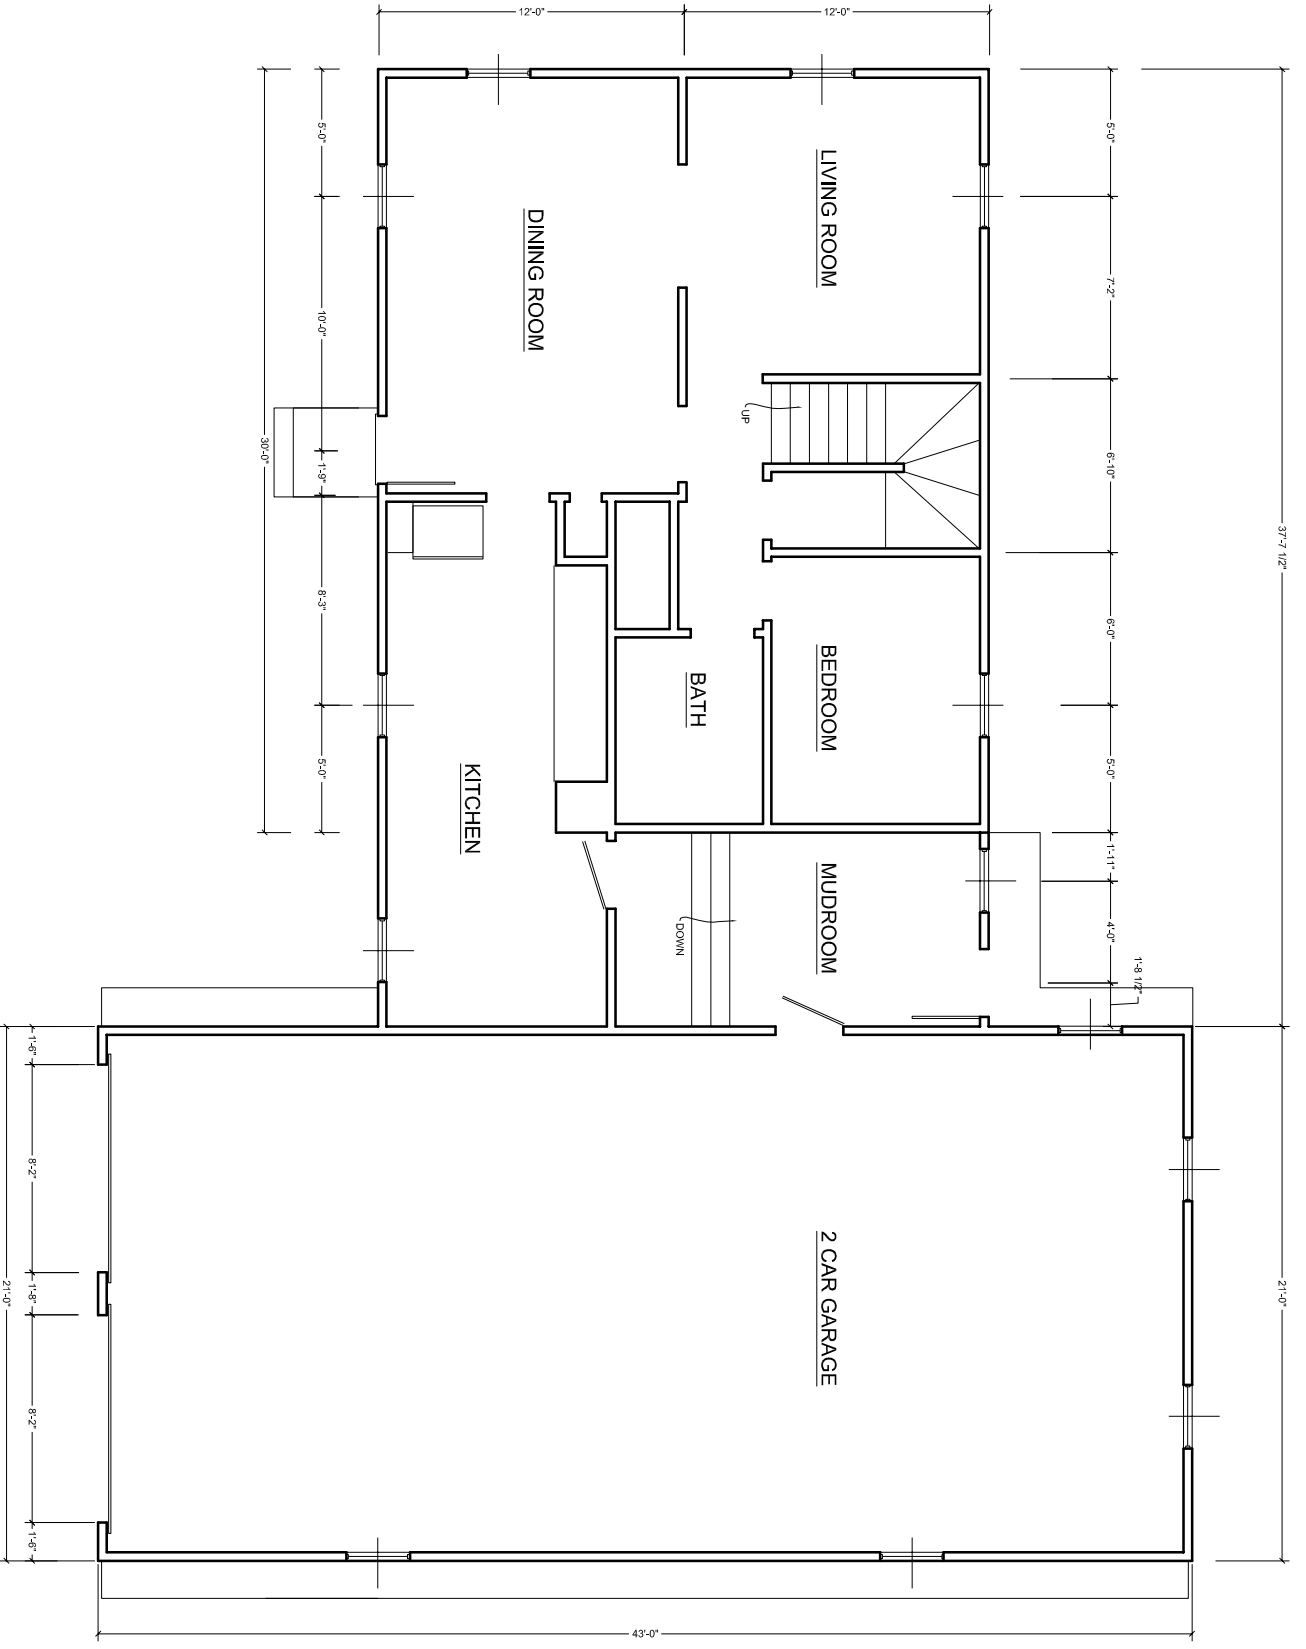 12'-0"
12'-0"
5'-0"
10'-0"
1'-9"
8'-3"
5'-0"
30'-0"
5'-0"
7'-2"
6'-10"
6'-0"
5'-0"
1'-11"
4'-0"
1'-8 1/2"
37'-7 1/2"
21'-0"
LIVING ROOM
DINING ROOM
UP
BEDROOM
BATH
KITCHEN
MUDROOM
DOWN
2 CAR GARAGE
1'-6"
8'-2"
1'-8"
8'-2"
1'-6"
21'-0"
43'-0"